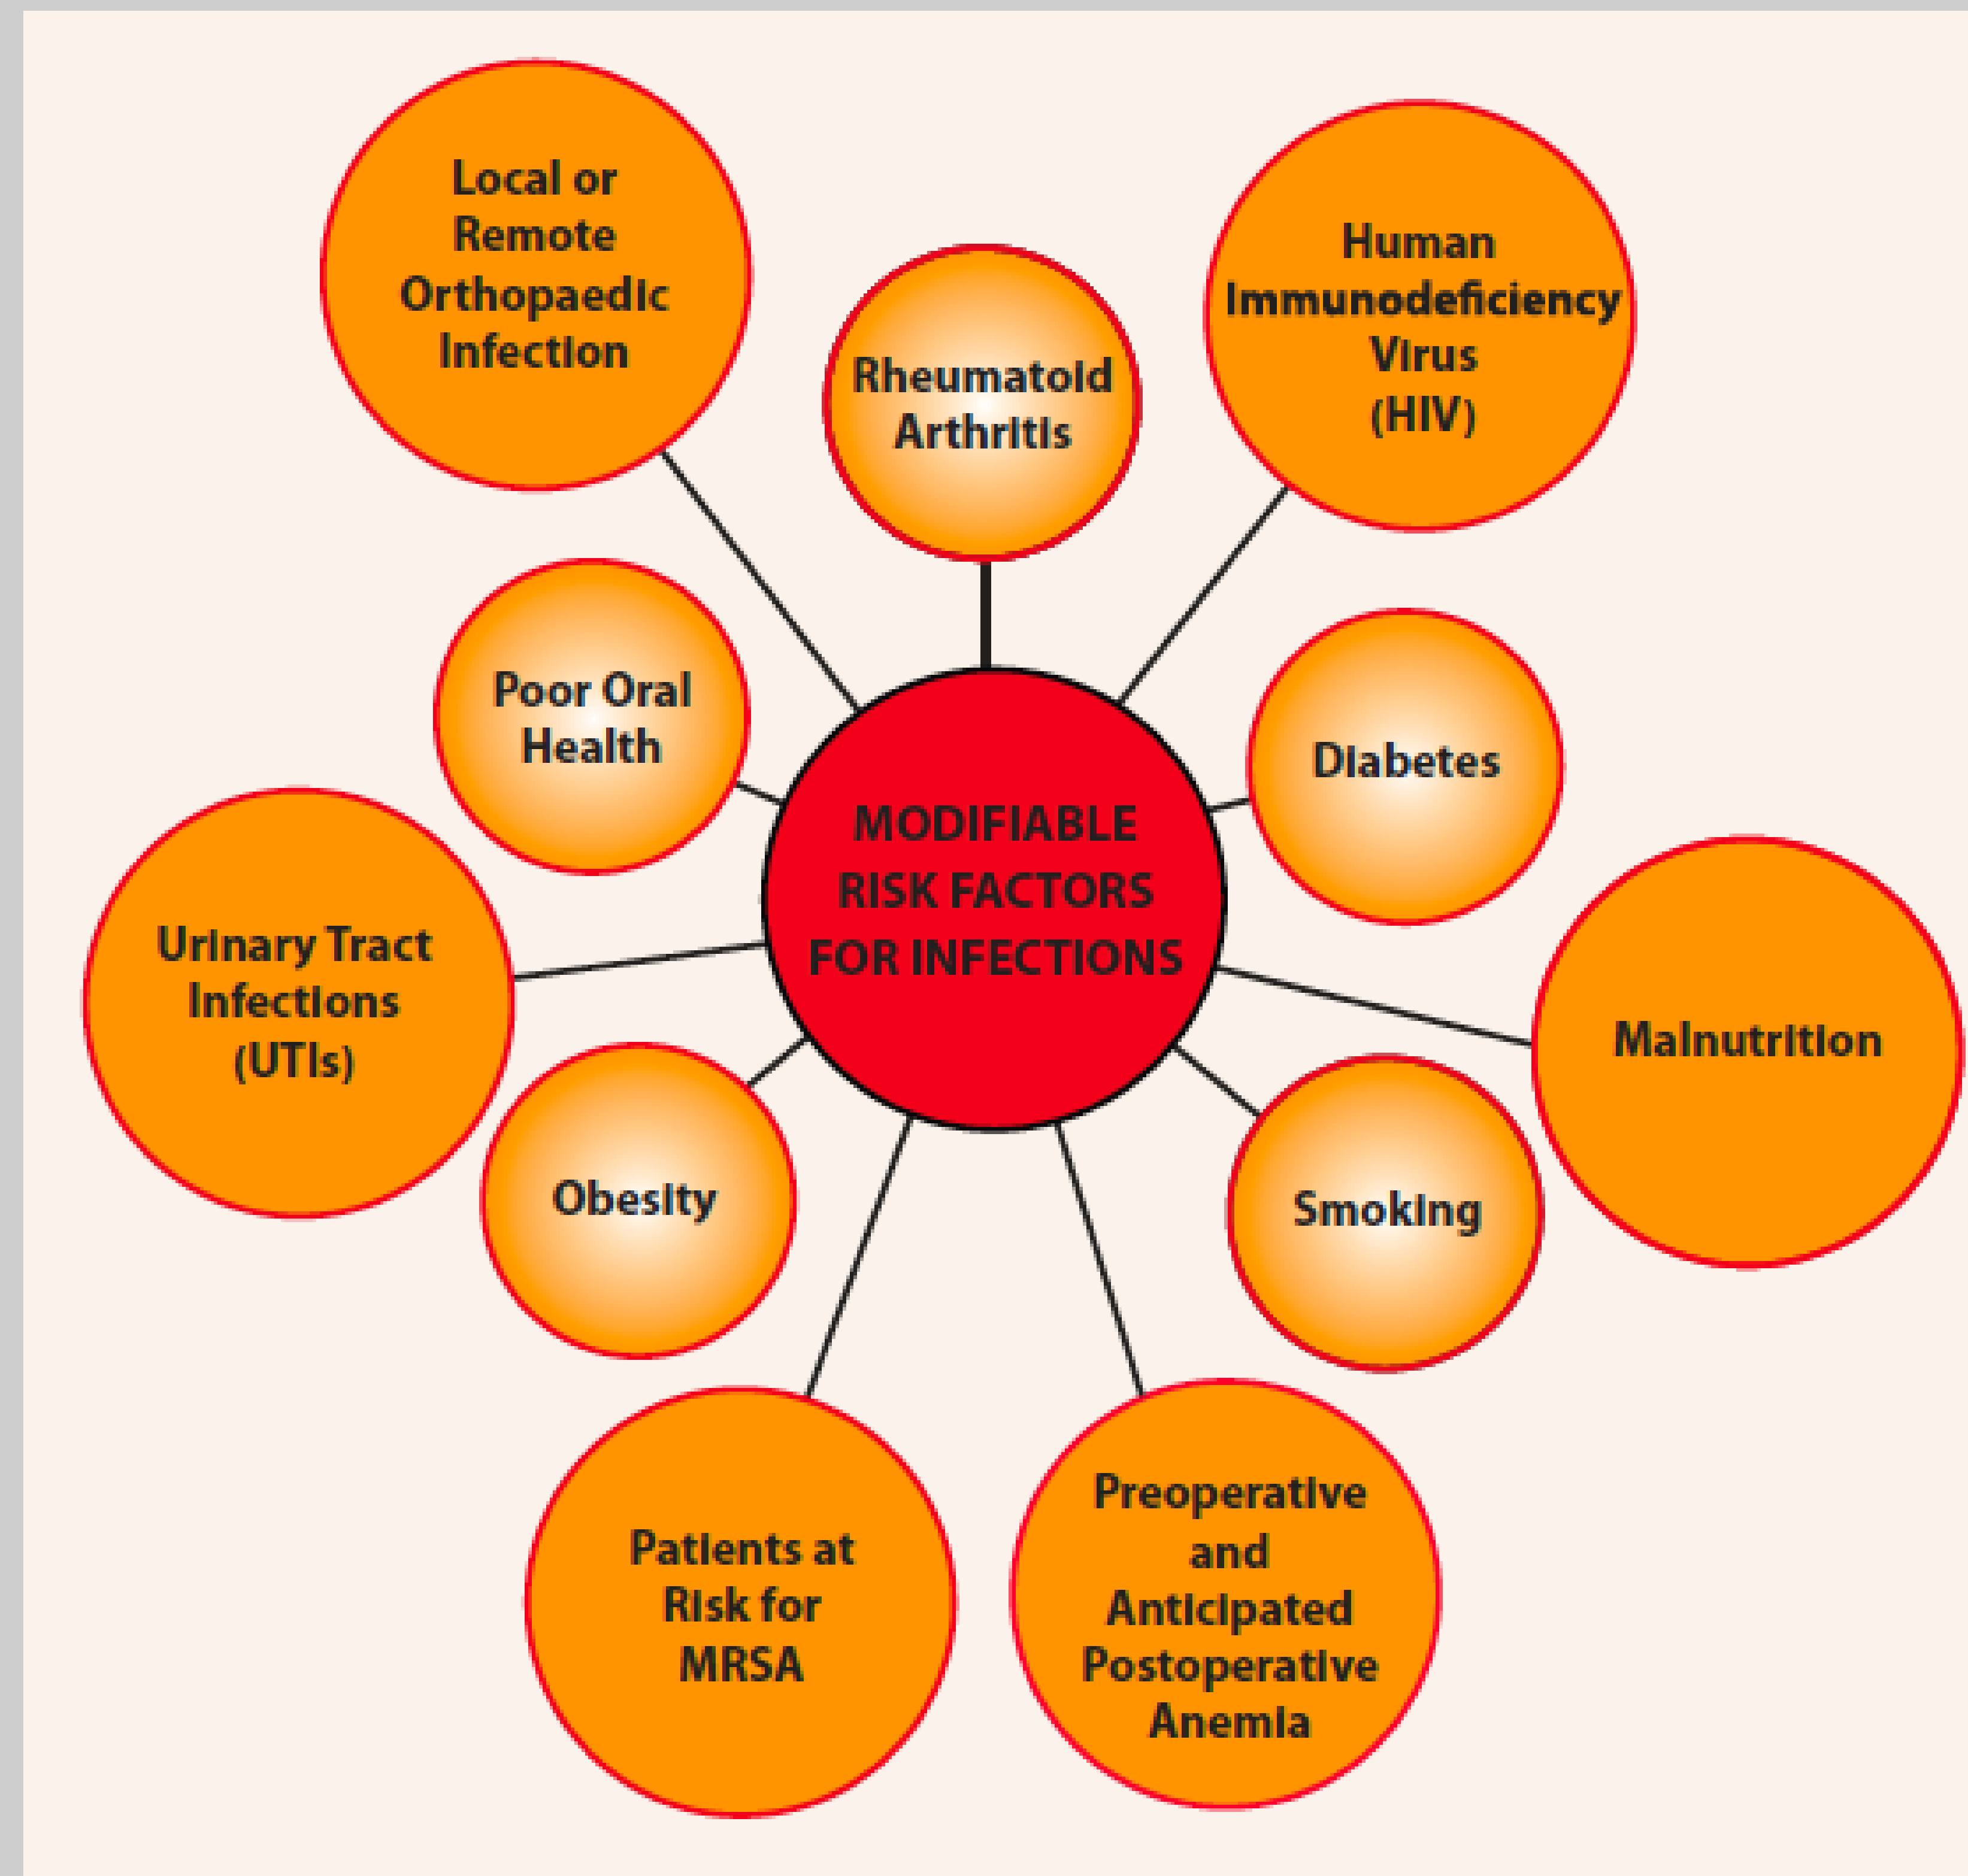 Local or
Remote
Orthopaedic
Infection
Human
Immunodeficiency
Virus
(HIV)
Rheumatoid
Arthritis
Poor Oral
Health
Diabetes
MODIFIABLE
RISK FACTORS
FOR INFECTIONS
Urinary Tract
Infections
(UTIs)
Malnutrition
Obesity
Smoking
Patients at
Risk for
MRSA
Preoperative
and
Anticipated
Postoperative
Anemia